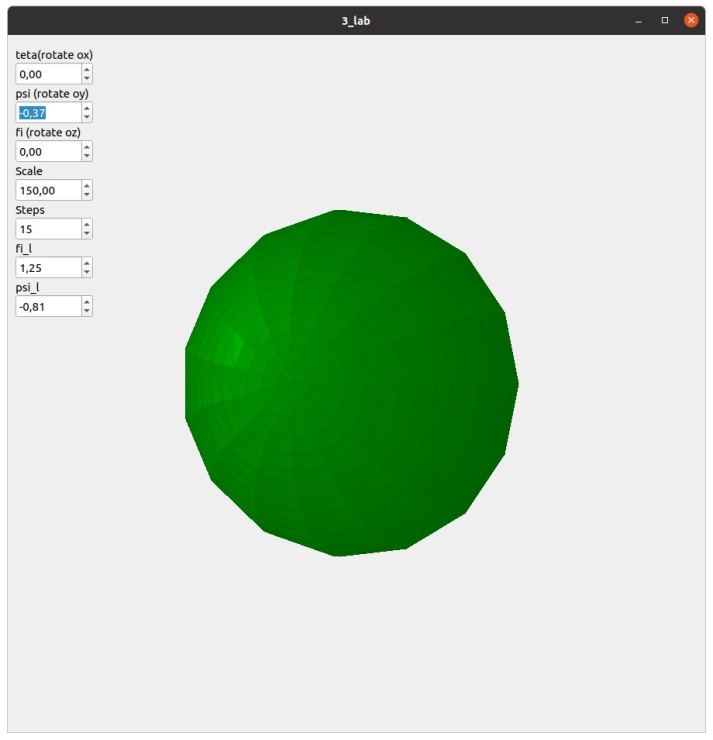 3_lab
teta(rotate ox)
0,00
psi (rotate oy)
-0,37
fi (rotate oz)
0,00
Scale
150,00
Steps
15
fi_l
1,25
psi_l
-0,81